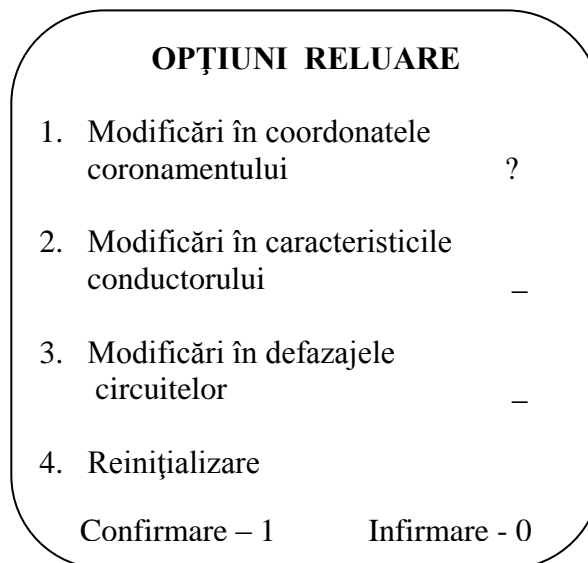 OPŢIUNI RELUARE
1. Modificări în coordonatele
coronamentului ?
2. Modificări în caracteristicile
conductorului _
3. Modificări în defazajele
circuitelor _
4. Reiniţializare
Confirmare – 1 Infirmare - 0